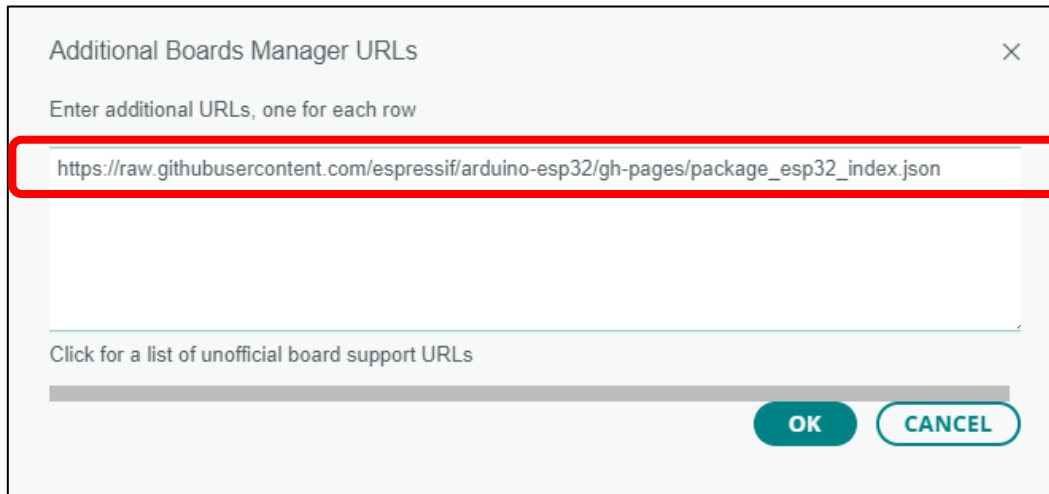 Additional Boards Manager URLs
Enter additional URLs, one for each row
https://raw.githubusercontent.com/espressif/arduino-esp32/gh-pages/package_esp32_index.json
Click for a list of unofficial board support URLs
OK CANCEL